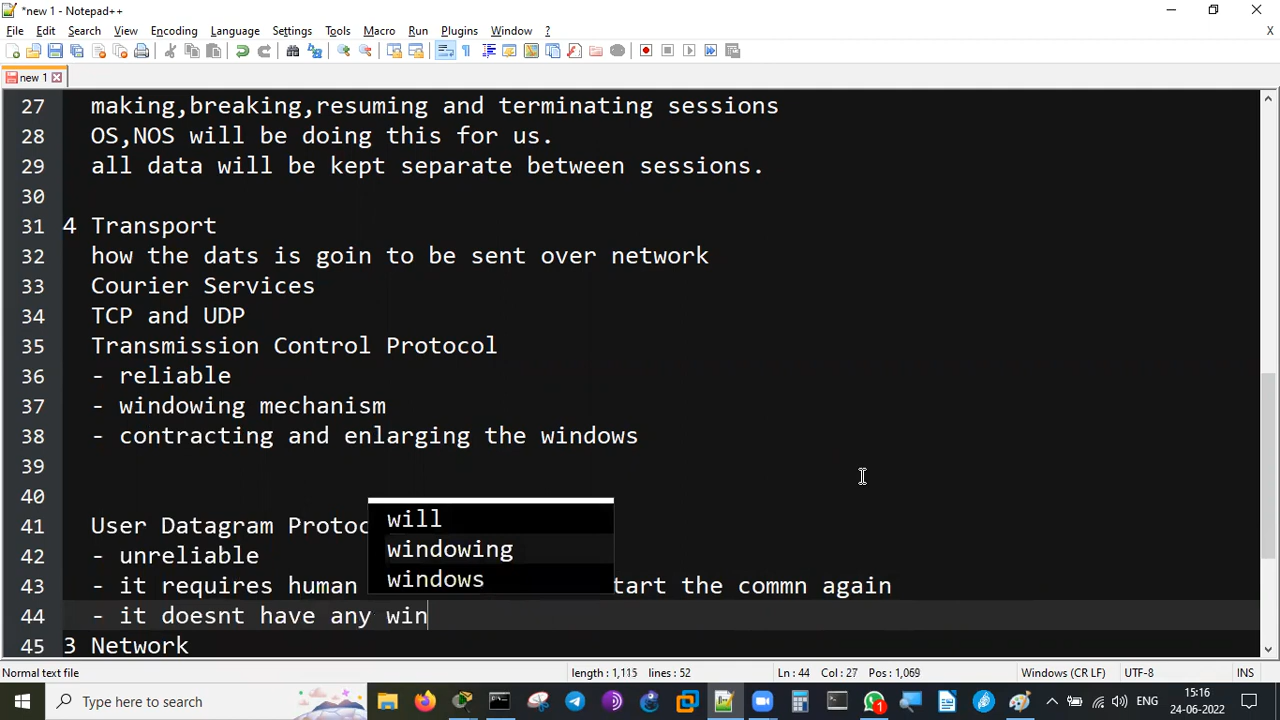 *new 1 - Notepad++
File Edit Search View Encoding Language Settings Tools Macro Run Plugins Window ?
X
new 1
27 making,breaking,resuming and terminating sessions
28 OS,NOS will be doing this for us.
29 all data will be kept separate between sessions.
30
31 4 Transport
32 how the dats is goin to be sent over network
33 Courier Services
34 TCP and UDP
35 Transmission Control Protocol
36 - reliable
37 - windowing mechanism
38 - contracting and enlarging the windows
39
40
41 User Datagram Protoc
will
windowing
windows
42 - unreliable
43 - it requires human tart the commn again
44 - it doesnt have any win
45 3 Network
Normal text file length : 1,115 lines : 52 Ln : 44 Col : 27 Pos : 1,069 Windows (CR LF) UTF-8 INS
Type here to search
1
ENG
15:16
24-06-2022